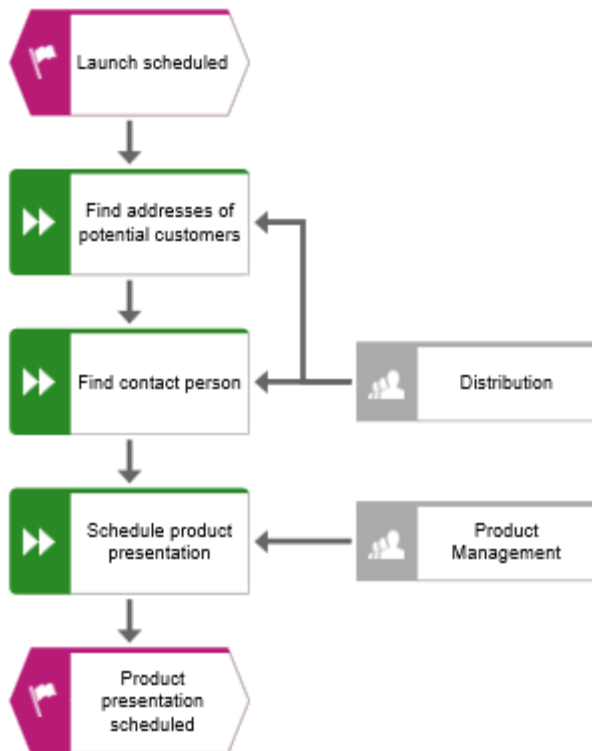 Launch scheduled
Find addresses of
potential customers
Find contact person
Distribution
Schedule product
presentation
Product
Management
Product
presentation
scheduled